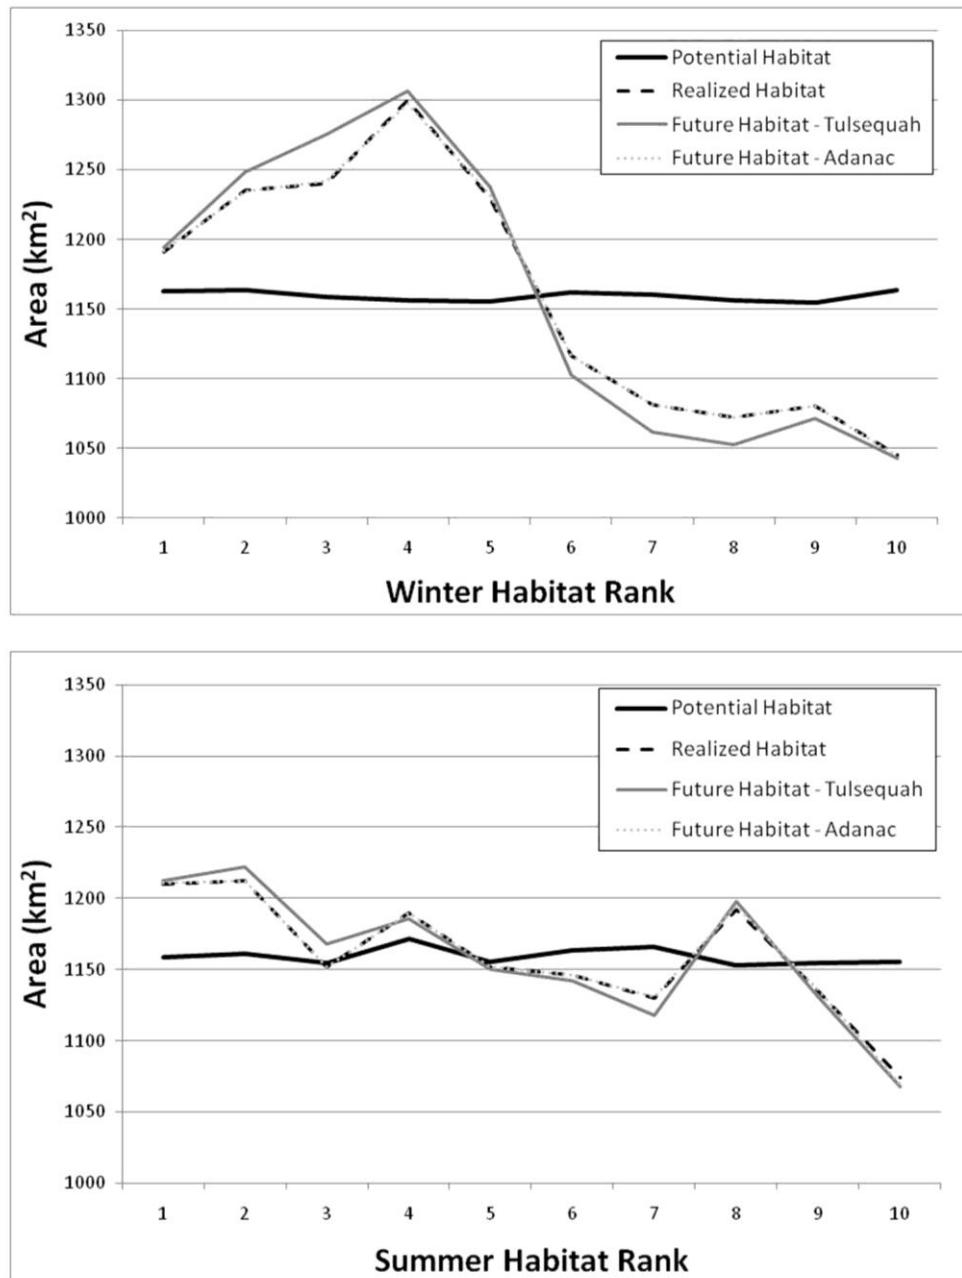 1350
1300
1250
1200
1150
1100
1050
1000
Area (km²)
Potential Habitat
Realized Habitat
Future Habitat - Tulsequah
Future Habitat - Adanac
1 2 3 4 5 6 7 8 9 10
Winter Habitat Rank
1350
1300
1250
1200
1150
1100
1050
1000
Area (km²)
Potential Habitat
Realized Habitat
Future Habitat - Tulsequah
Future Habitat - Adanac
1 2 3 4 5 6 7 8 9 10
Summer Habitat Rank